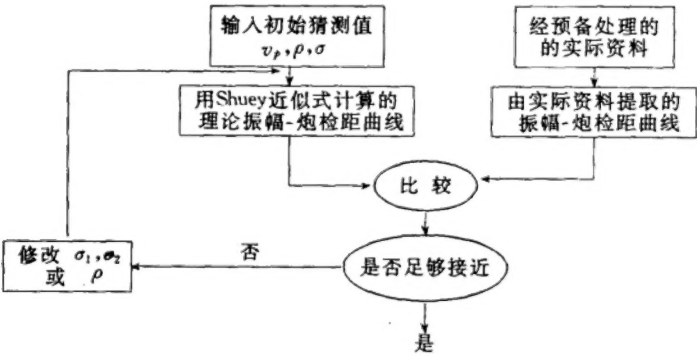 输入初始猜测值
v_p,ρ,σ
经预备处理的
的实际资料
用Shuey近似式计算的
理论振幅-炮检距曲线
由实际资料提取的
振幅-炮检距曲线
比 较
修改 σ₁,σ₂
或 ρ
否
是否足够接近
是